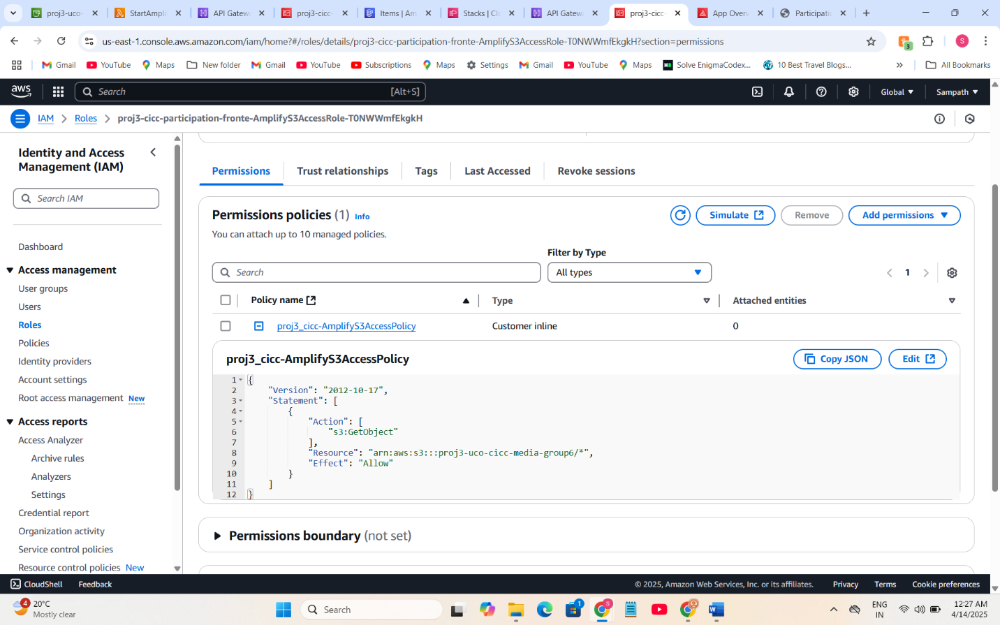 proj3-uco-
StartAmpli
API Gatewa
proj3-cicc-
Items | Am
Stacks | Clo
API Gatewa
proj3-cicc-
App Overv
Participatio
us-east-1.console.aws.amazon.com/iam/home?#/roles/details/proj3-cicc-participation-fronte-AmplifyS3AccessRole-T0NWWmfEkgkH?section=permissions
3
S
Gmail
YouTube
Maps
New folder
Gmail
YouTube
Subscriptions
Maps
Settings
Gmail
YouTube
Maps
Solve EnigmaCodex...
10 Best Travel Blogs...
All Bookmarks
aws
Search
[Alt+S]
Global
Sampath
IAM
Roles
proj3-cicc-participation-fronte-AmplifyS3AccessRole-T0NWWmfEkgkH
Identity and Access
Management (IAM)
Search IAM
Dashboard
Access management
User groups
Users
Roles
Policies
Identity providers
Account settings
Root access management New
Access reports
Access Analyzer
Archive rules
Analyzers
Settings
Credential report
Organization activity
Service control policies
Resource control policies New
Permissions
Trust relationships
Tags
Last Accessed
Revoke sessions
Permissions policies (1) Info
Simulate
Remove
Add permissions
You can attach up to 10 managed policies.
Filter by Type
Search
All types
1
Policy name
Type
Attached entities
proj3_cicc-AmplifyS3AccessPolicy
Customer inline
0
proj3_cicc-AmplifyS3AccessPolicy
Copy JSON
Edit
1 {
2 "Version": "2012-10-17",
3 "Statement": [
4 {
5 "Action": [
6 "s3:GetObject"
7 ],
8 "Resource": "arn:aws:s3:::proj3-uco-cicc-media-group6/*",
9 "Effect": "Allow"
10 }
11 ]
12 }
Permissions boundary (not set)
CloudShell
Feedback
© 2025, Amazon Web Services, Inc. or its affiliates.
Privacy
Terms
Cookie preferences
4
20°C
Mostly clear
Search
1
S
ENG
IN
12:27 AM
4/14/2025